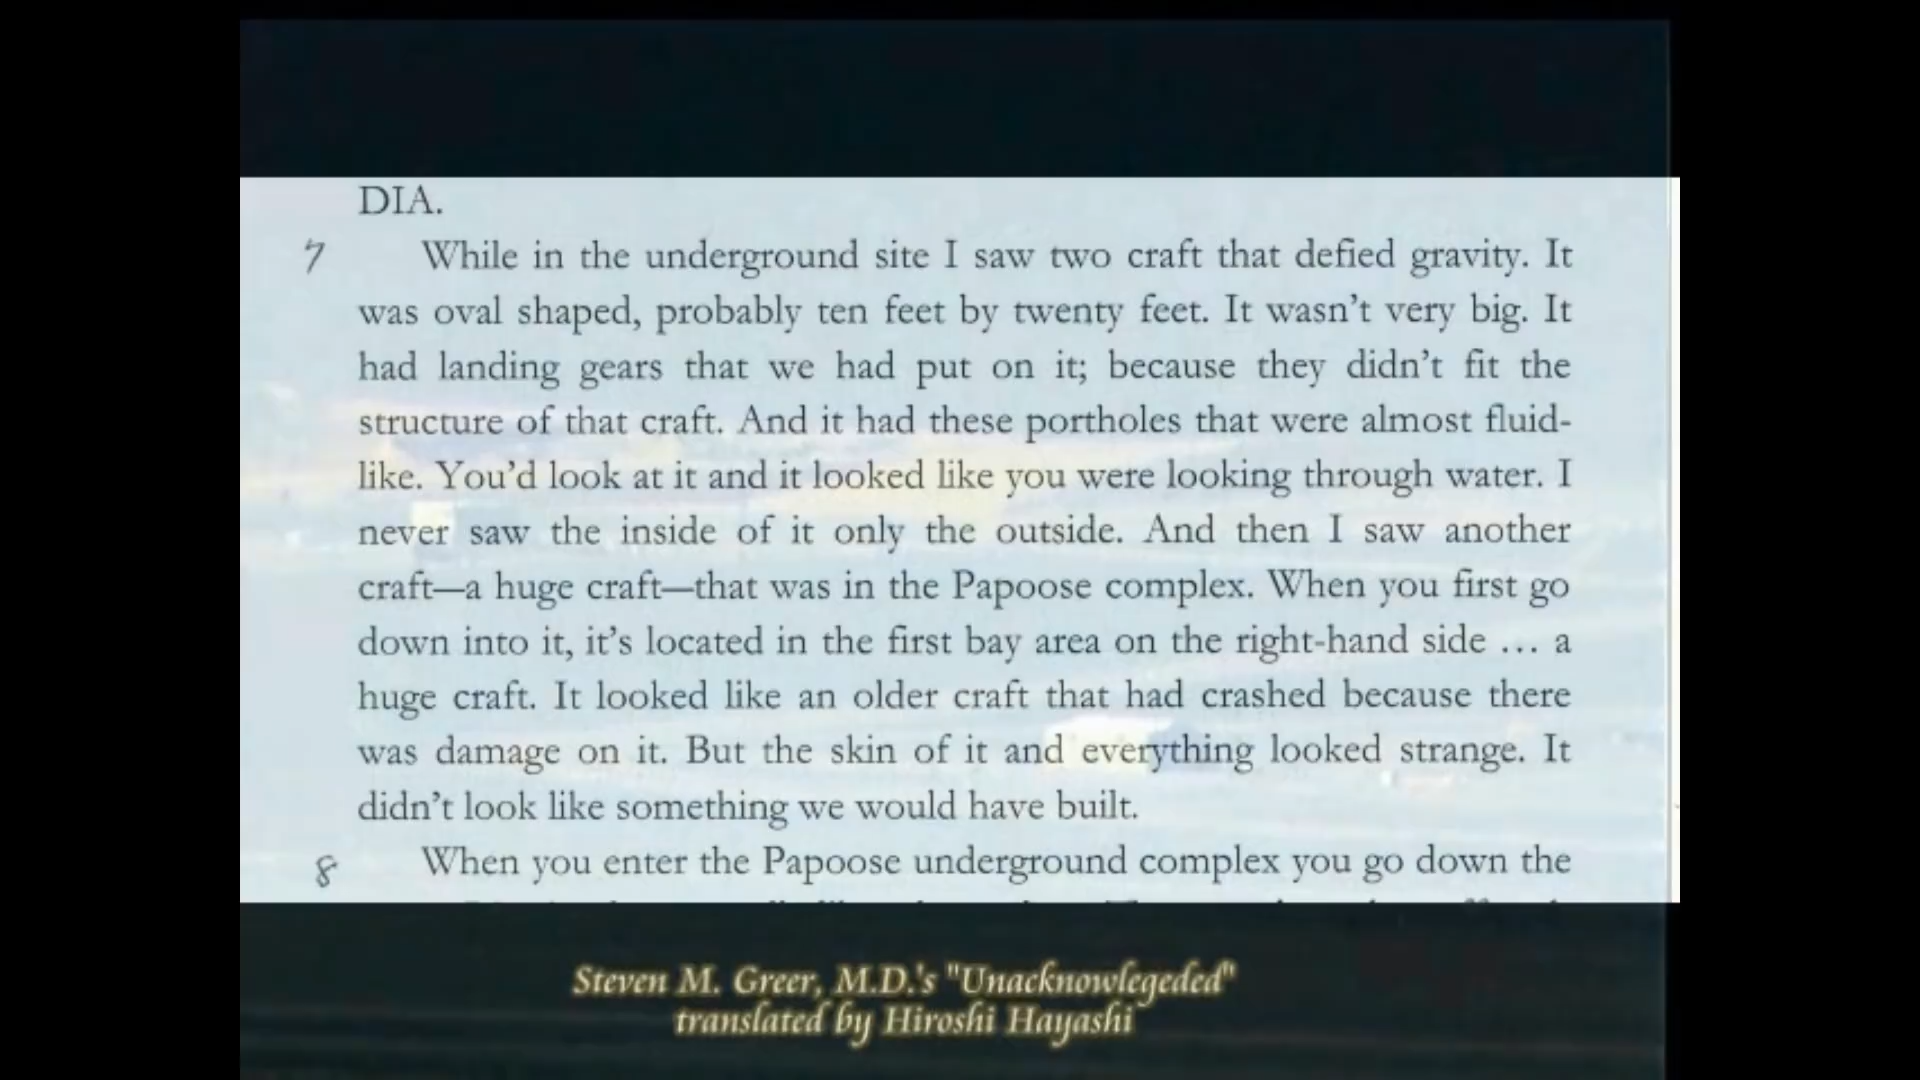 DIA.
7 While in the underground site I saw two craft that defied gravity. It
was oval shaped, probably ten feet by twenty feet. It wasn't very big. It
had landing gears that we had put on it; because they didn't fit the
structure of that craft. And it had these portholes that were almost fluid-
like. You'd look at it and it looked like you were looking through water. I
never saw the inside of it only the outside. And then I saw another
craft—a huge craft—that was in the Papoose complex. When you first go
down into it, it's located in the first bay area on the right-hand side … a
huge craft. It looked like an older craft that had crashed because there
was damage on it. But the skin of it and everything looked strange. It
didn't look like something we would have built.
8 When you enter the Papoose underground complex you go down the
Steven M. Greer, M.D.'s "Unacknowlegeded"
translated by Hiroshi Hayashi